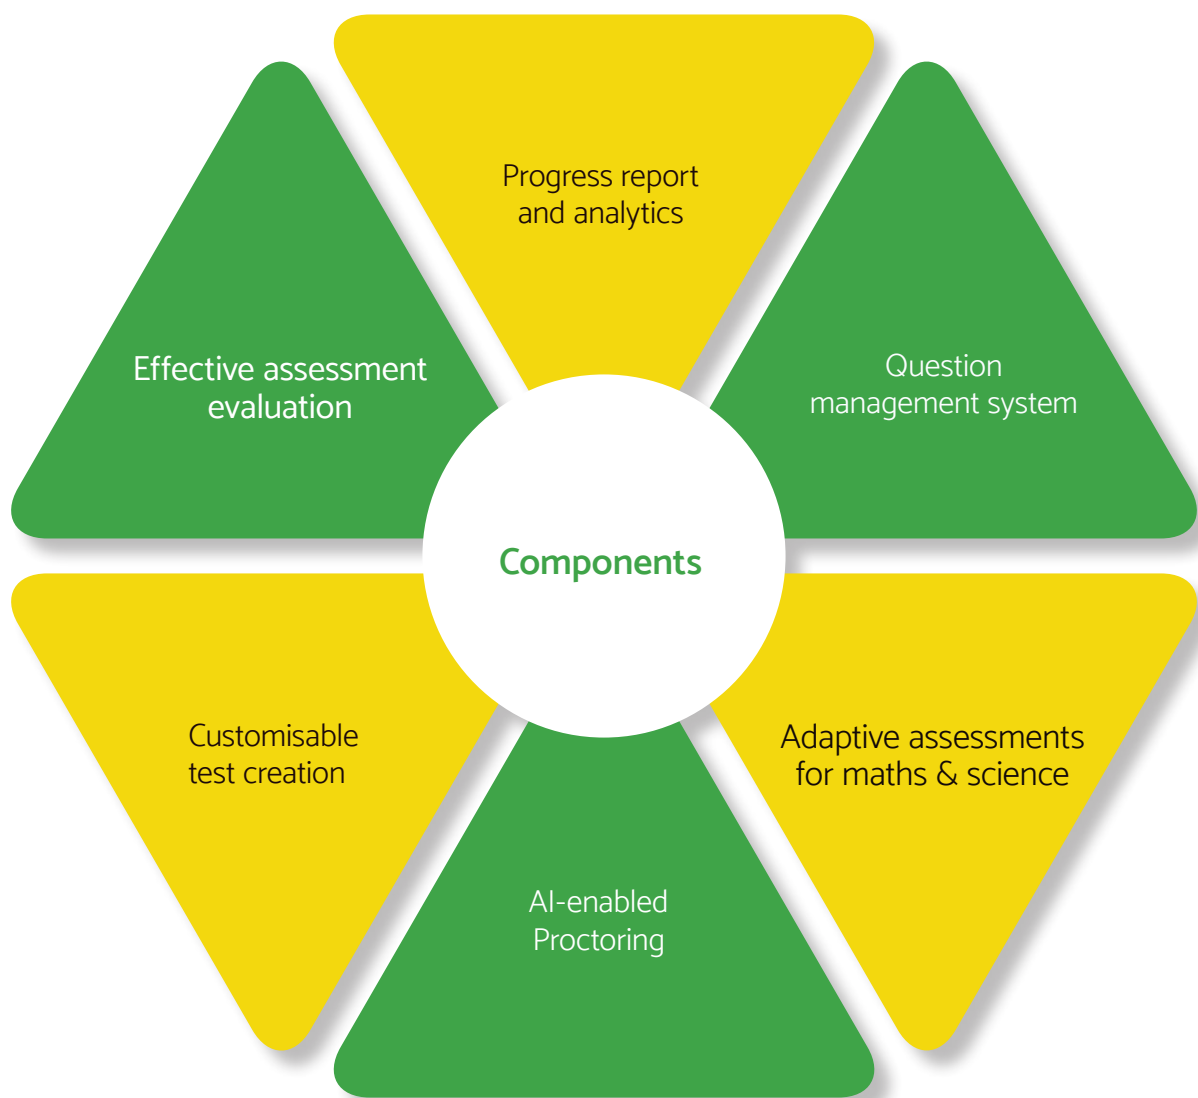 Progress report
and analytics
Effective assessment
evaluation
Question
management system
Components
Customisable
test creation
Adaptive assessments
for maths & science
AI-enabled
Proctoring